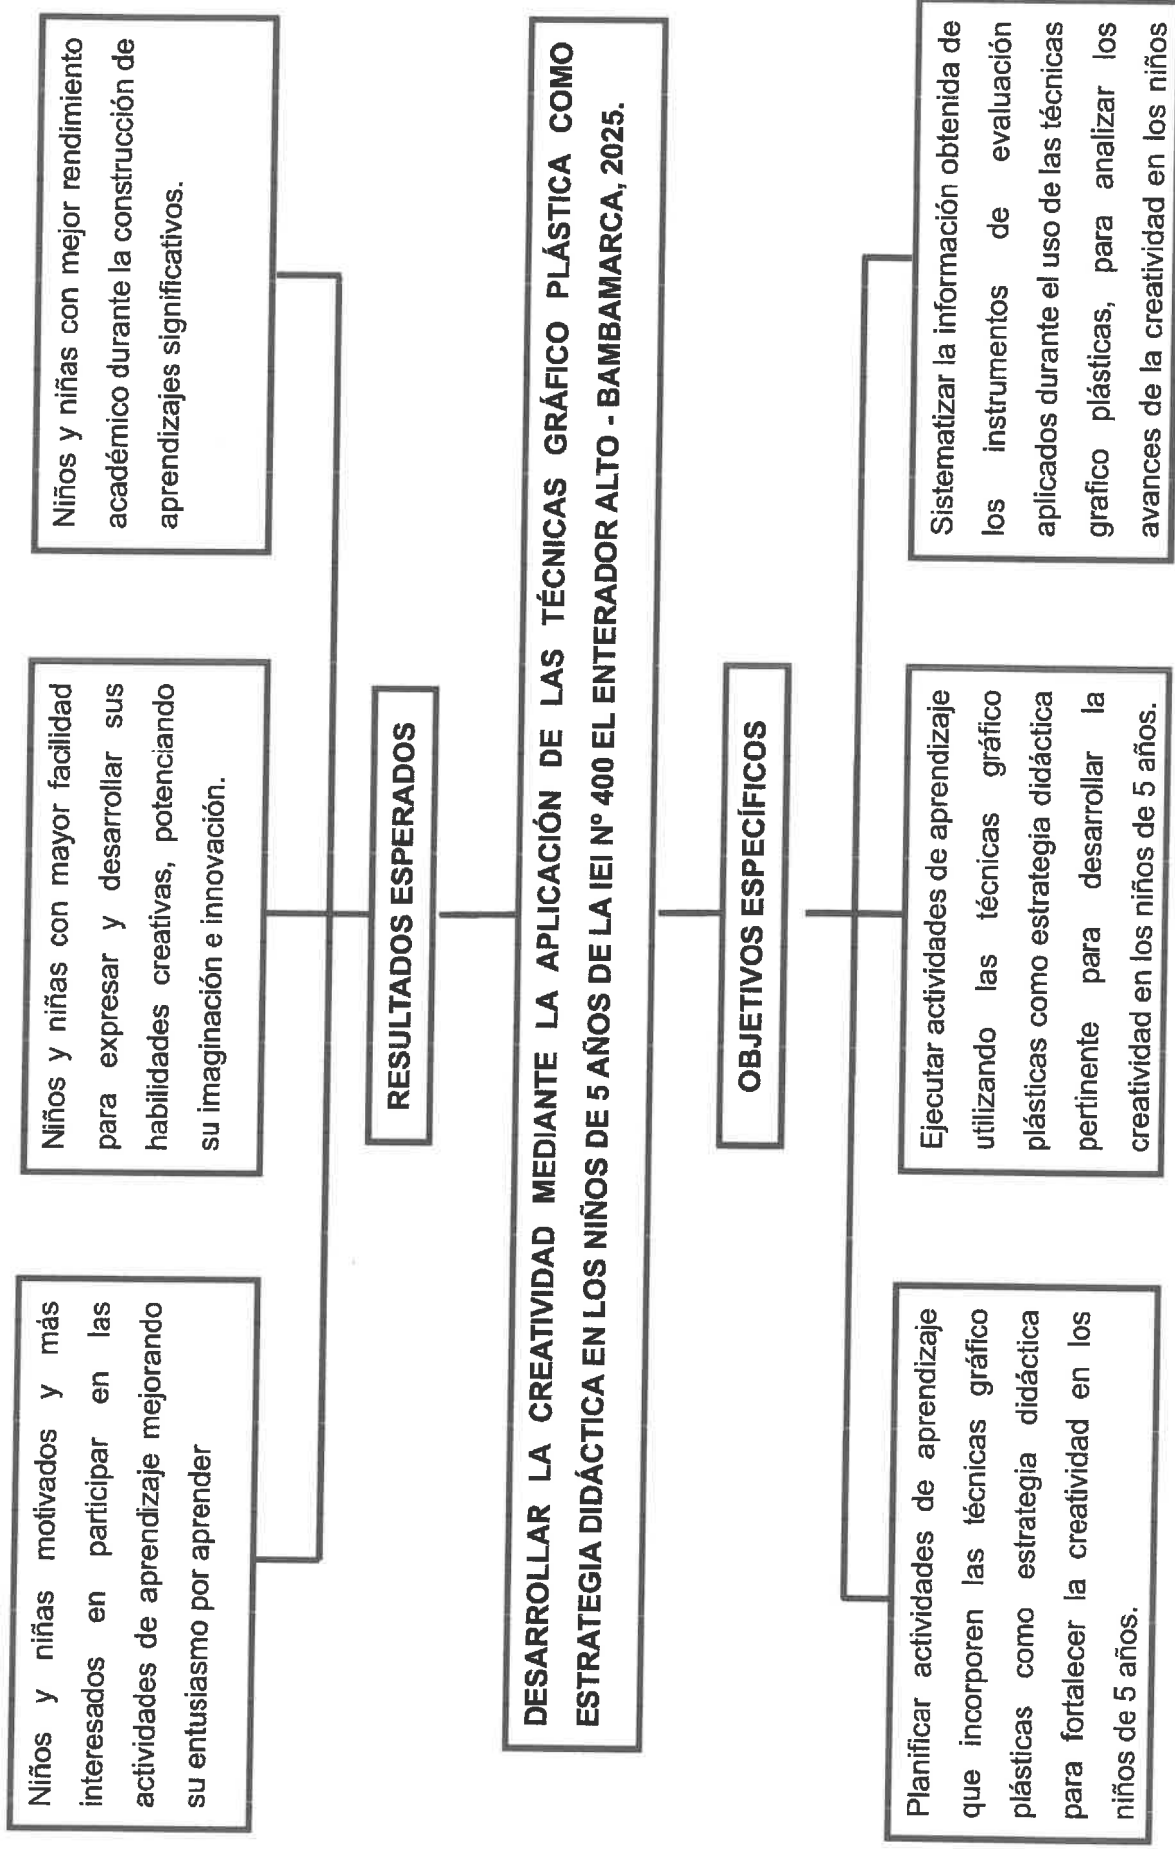 Niños y niñas motivados y más
interesados en participar en las
actividades de aprendizaje mejorando
su entusiasmo por aprender
Niños y niñas con mayor facilidad
para expresar y desarrollar sus
habilidades creativas, potenciando
su imaginación e innovación.
Niños y niñas con mejor rendimiento
académico durante la construcción de
aprendizajes significativos.
RESULTADOS ESPERADOS
DESARROLLAR LA CREATIVIDAD MEDIANTE LA APLICACIÓN DE LAS TÉCNICAS GRÁFICO PLÁSTICA COMO
ESTRATEGIA DIDÁCTICA EN LOS NIÑOS DE 5 AÑOS DE LA IEI Nº 400 EL ENTERADOR ALTO - BAMBAMARCA, 2025.
OBJETIVOS ESPECÍFICOS
Planificar actividades de aprendizaje
que incorporen las técnicas gráfico
plásticas como estrategia didáctica
para fortalecer la creatividad en los
niños de 5 años.
Ejecutar actividades de aprendizaje
utilizando las técnicas gráfico
plásticas como estrategia didáctica
pertinente para desarrollar la
creatividad en los niños de 5 años.
Sistematizar la información obtenida de
los instrumentos de evaluación
aplicados durante el uso de las técnicas
grafico plásticas, para analizar los
avances de la creatividad en los niños